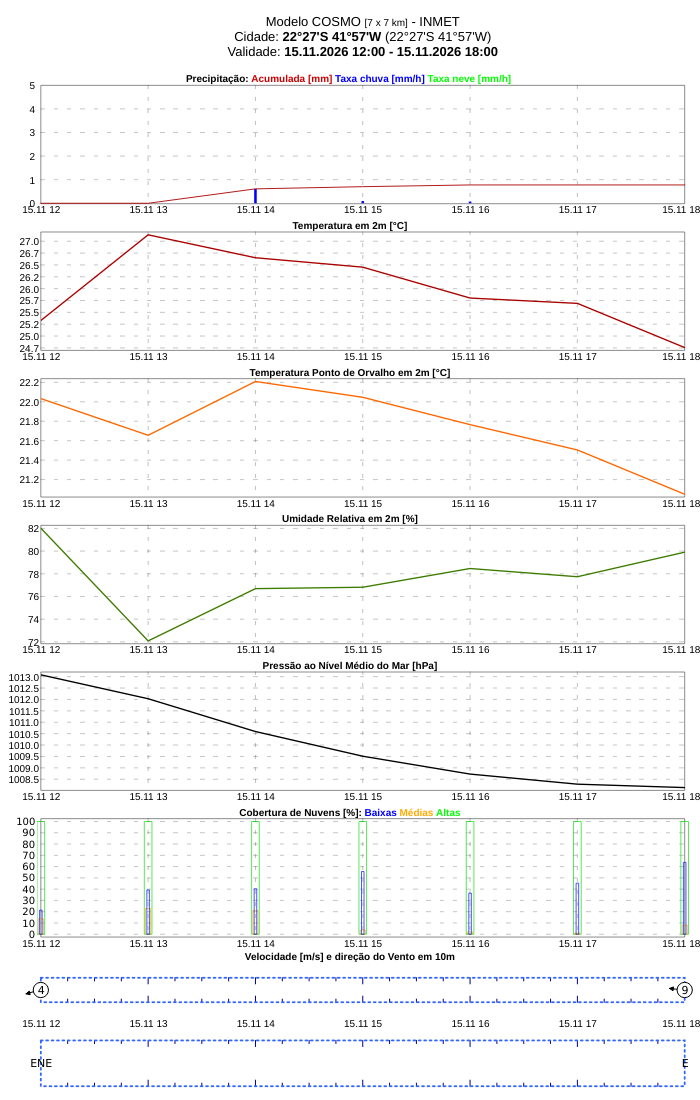 Modelo COSMO [7 x 7 km] - INMET
Cidade: 22°27'S 41°57'W (22°27'S 41°57'W)
Validade: 15.11.2026 12:00 - 15.11.2026 18:00
Precipitação: Acumulada [mm] Taxa chuva [mm/h] Taxa neve [mm/h]
5
4
3
2
1
0
15.11 12 15.11 13 15.11 14 15.11 15 15.11 16 15.11 17 15.11 18
Temperatura em 2m [°C]
27.0
26.7
26.5
26.2
26.0
25.7
25.5
25.2
25.0
24.7
15.11 12 15.11 13 15.11 14 15.11 15 15.11 16 15.11 17 15.11 18
Temperatura Ponto de Orvalho em 2m [°C]
22.2
22.0
21.8
21.6
21.4
21.2
15.11 12 15.11 13 15.11 14 15.11 15 15.11 16 15.11 17 15.11 18
Umidade Relativa em 2m [%]
82
80
78
76
74
72
15.11 12 15.11 13 15.11 14 15.11 15 15.11 16 15.11 17 15.11 18
Pressão ao Nível Médio do Mar [hPa]
1013.0
1012.5
1012.0
1011.5
1011.0
1010.5
1010.0
1009.5
1009.0
1008.5
15.11 12 15.11 13 15.11 14 15.11 15 15.11 16 15.11 17 15.11 18
Cobertura de Nuvens [%]: Baixas Médias Altas
100
90
80
70
60
50
40
30
20
10
0
15.11 12 15.11 13 15.11 14 15.11 15 15.11 16 15.11 17 15.11 18
Velocidade [m/s] e direção do Vento em 10m
4 9
15.11 12 15.11 13 15.11 14 15.11 15 15.11 16 15.11 17 15.11 18
ENE E